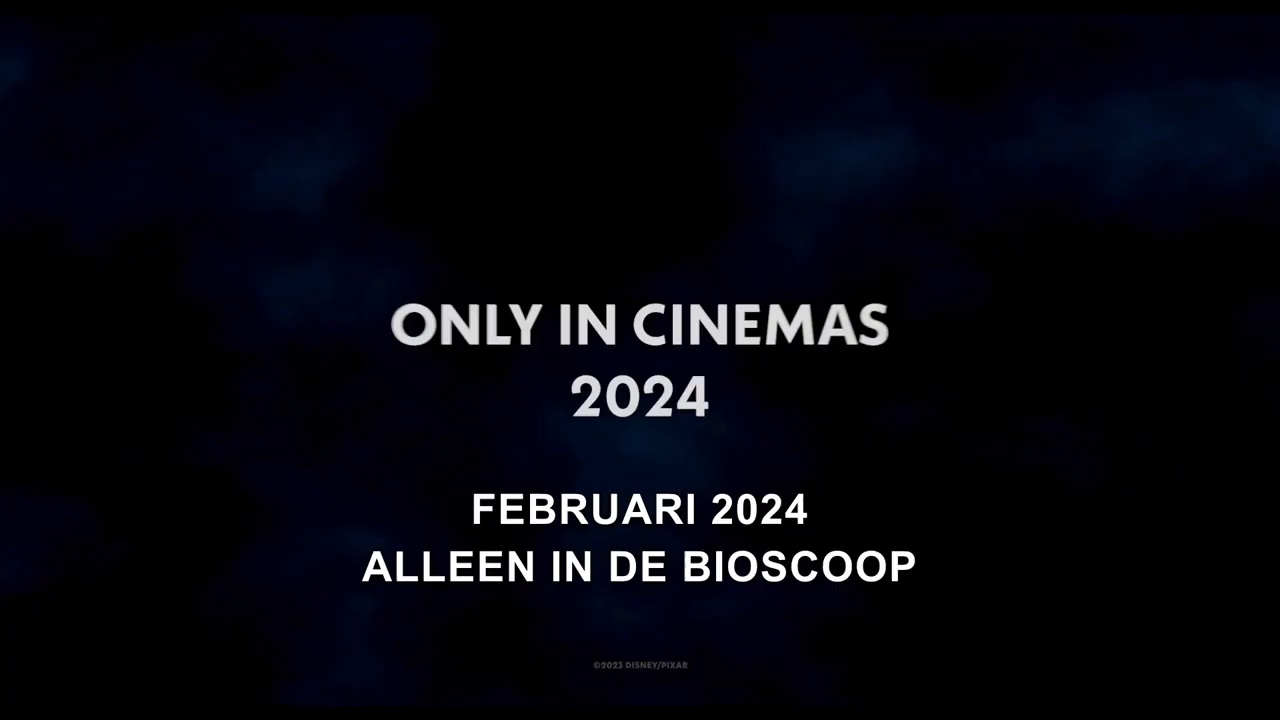 ONLY IN CINEMAS
2024
FEBRUARI 2024
ALLEEN IN DE BIOSCOOP
©2023 DISNEY/PIXAR